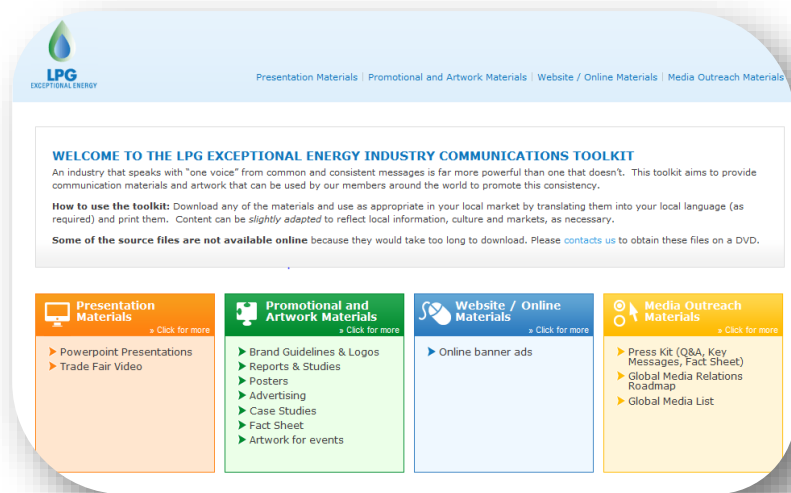 LPG
EXCEPTIONAL ENERGY
Presentation Materials | Promotional and Artwork Materials | Website / Online Materials | Media Outreach Materials
WELCOME TO THE LPG EXCEPTIONAL ENERGY INDUSTRY COMMUNICATIONS TOOLKIT
An industry that speaks with "one voice" from common and consistent messages is far more powerful than one that doesn't. This toolkit aims to provide
communication materials and artwork that can be used by our members around the world to promote this consistency.
How to use the toolkit: Download any of the materials and use as appropriate in your local market by translating them into your local language (as
required) and print them. Content can be slightly adapted to reflect local information, culture and markets, as necessary.
Some of the source files are not available online because they would take too long to download. Please contacts us to obtain these files on a DVD.
Presentation
Materials
» Click for more
Powerpoint Presentations
Trade Fair Video
Promotional and
Artwork Materials
» Click for more
Brand Guidelines & Logos
Reports & Studies
Posters
Advertising
Case Studies
Fact Sheet
Artwork for events
Website / Online
Materials
» Click for more
Online banner ads
Media Outreach
Materials
» Click for more
Press Kit (Q&A, Key
Messages, Fact Sheet)
Global Media Relations
Roadmap
Global Media List